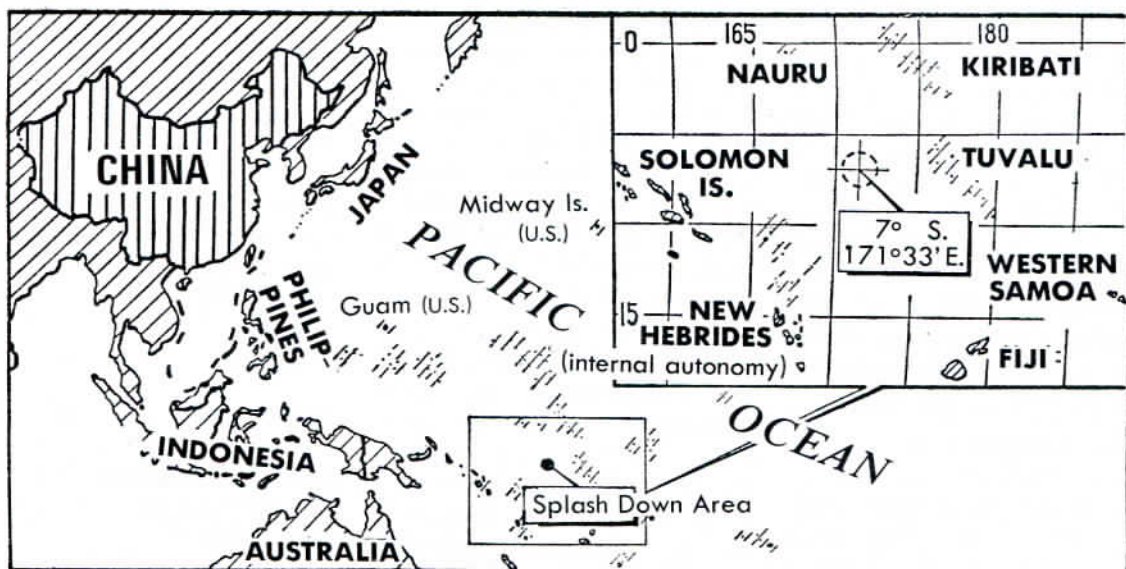 CHINA
JAPAN
PHILIP-
PINES
INDONESIA
AUSTRALIA
Midway Is.
(U.S.)
Guam (U.S.)
PACIFIC
OCEAN
Splash Down Area
0
165
180
NAURU
KIRIBATI
SOLOMON
IS.
TUVALU
7° S.
171°33' E.
WESTERN
SAMOA
15
NEW
HEBRIDES
(internal autonomy)
FIJI